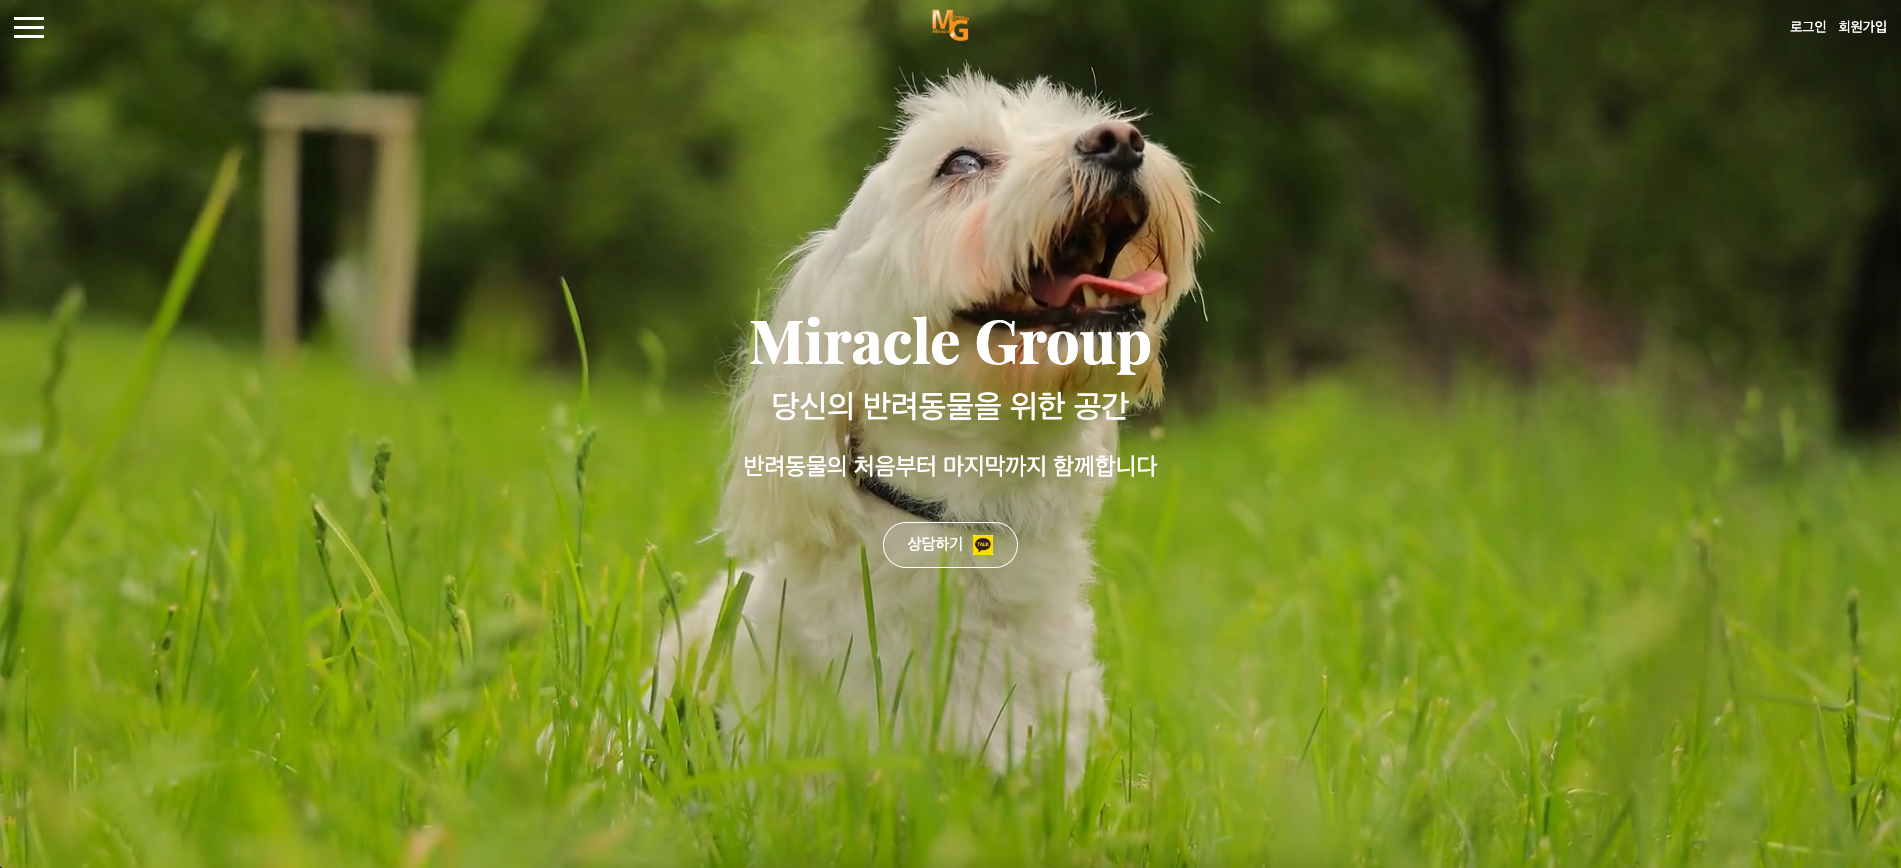 MG
로그인 회원가입
Miracle Group
당신의 반려동물을 위한 공간
반려동물의 처음부터 마지막까지 함께합니다
상담하기 TALK